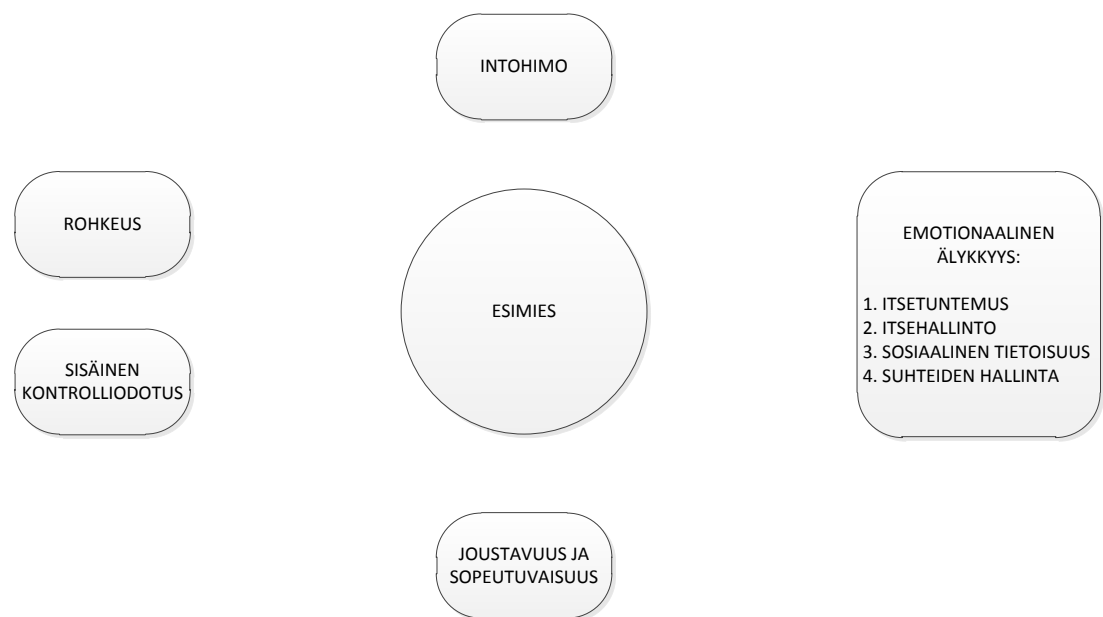 INTOHIMO
ROHKEUS
SISÄINEN
KONTROLLIODOTUS
ESIMIES
EMOTIONAALINEN
ÄLYKKYYS:
1. ITSETUNTEMUS
2. ITSEHALLINTO
3. SOSIAALINEN TIETOISUUS
4. SUHTEIDEN HALLINTA
JOUSTAVUUS JA
SOPEUTUVAISUUS